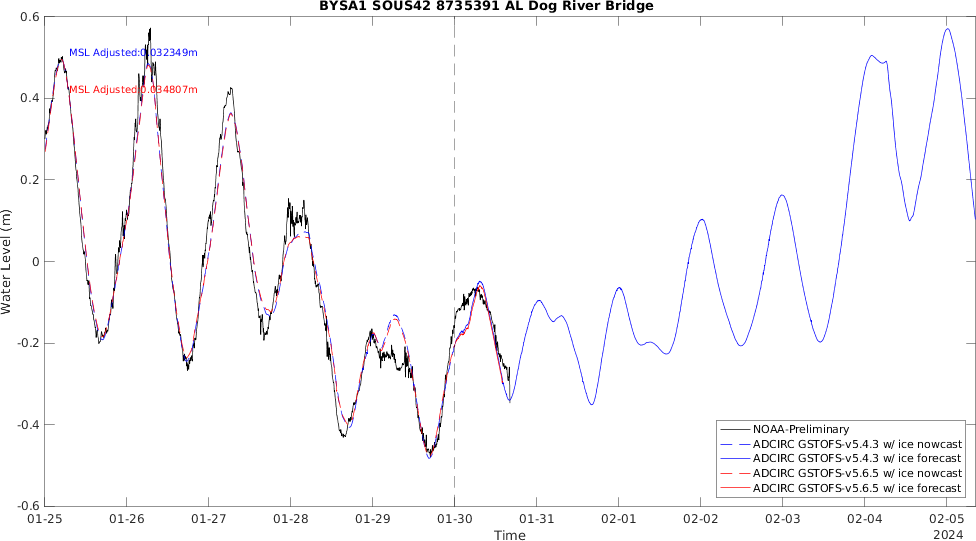 BYSA1 SOUS42 8735391 AL Dog River Bridge
0.6
0.4
0.2
0
-0.2
-0.4
-0.6
Water Level (m)
MSL Adjusted:0.032349m
MSL Adjusted:0.034807m
NOAA-Preliminary
ADCIRC GSTOFS-v5.4.3 w/ ice nowcast
ADCIRC GSTOFS-v5.4.3 w/ ice forecast
ADCIRC GSTOFS-v5.6.5 w/ ice nowcast
ADCIRC GSTOFS-v5.6.5 w/ ice forecast
01-25 01-26 01-27 01-28 01-29 01-30 01-31 02-01 02-02 02-03 02-04 02-05
2024
Time